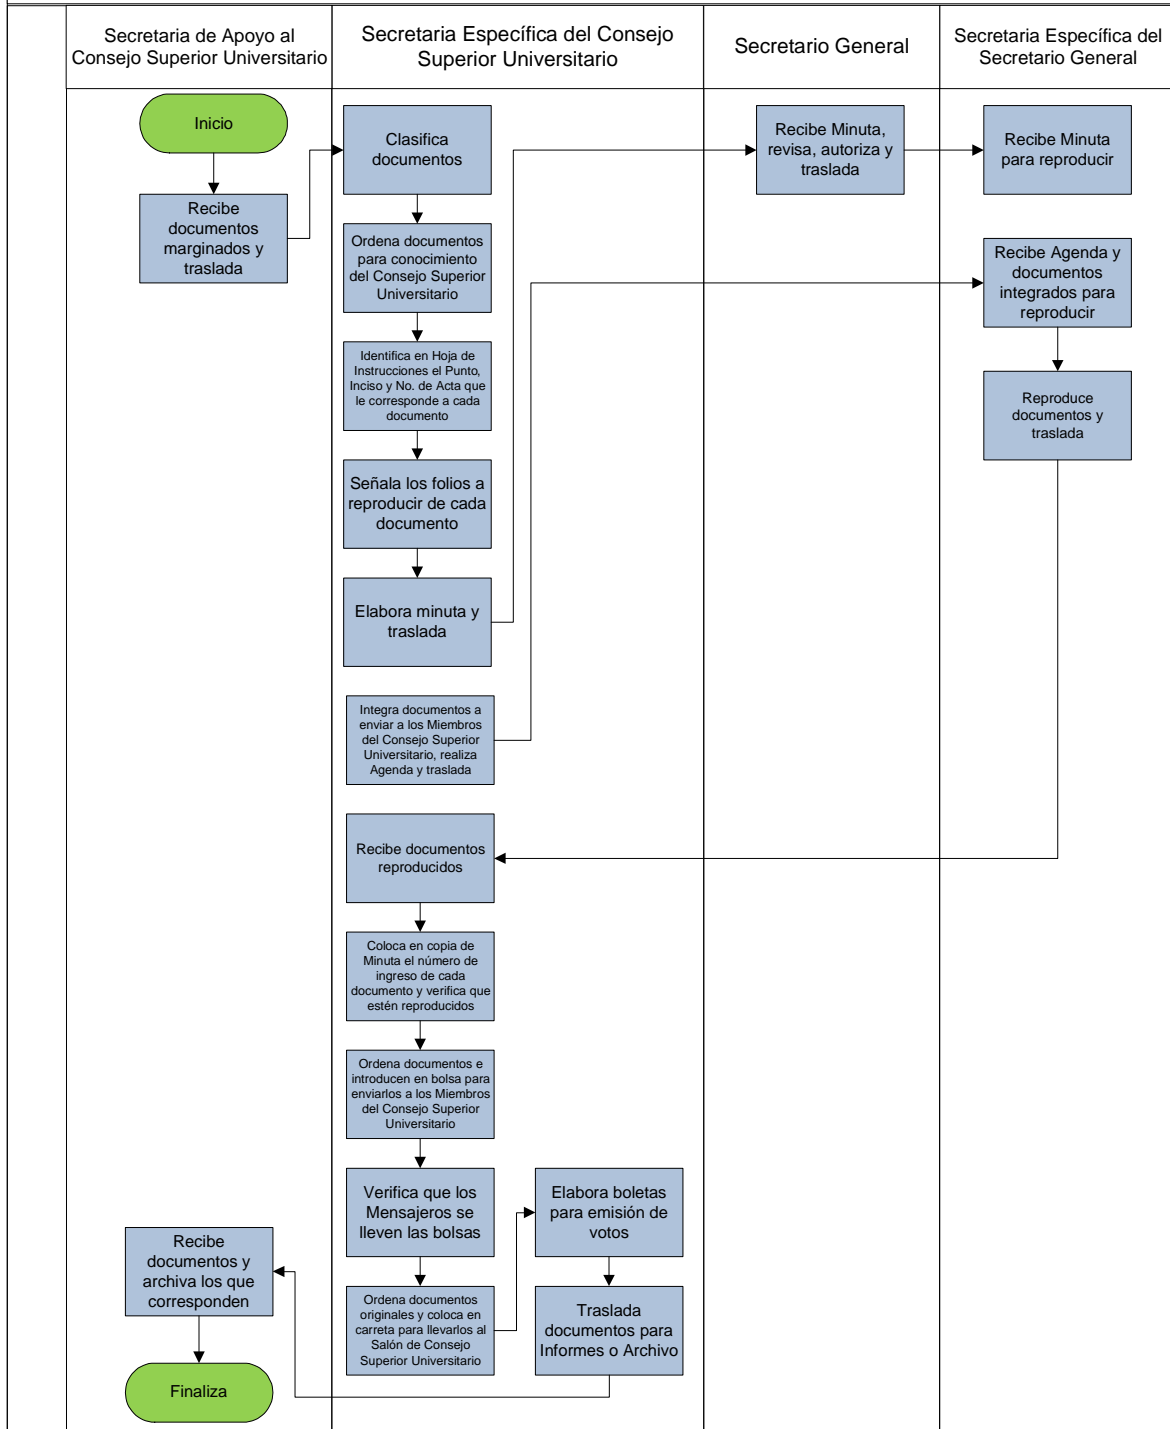 Secretaria de Apoyo al
Consejo Superior Universitario
Secretaria Específica del Consejo
Superior Universitario
Secretario General
Secretaria Específica del
Secretario General
Inicio
Recibe
documentos
marginados y
traslada
Clasifica
documentos
Recibe Minuta,
revisa, autoriza y
traslada
Recibe Minuta
para reproducir
Ordena documentos
para conocimiento
del Consejo Superior
Universitario
Recibe Agenda y
documentos
integrados para
reproducir
Identifica en Hoja de
Instrucciones el Punto,
Inciso y No. de Acta que
le corresponde a cada
documento
Reproduce
documentos y
traslada
Señala los folios a
reproducir de cada
documento
Elabora minuta y
traslada
Integra documentos a
enviar a los Miembros
del Consejo Superior
Universitario, realiza
Agenda y traslada
Recibe documentos
reproducidos
Coloca en copia de
Minuta el número de
ingreso de cada
documento y verifica que
estén reproducidos
Ordena documentos e
introducen en bolsa para
enviarlos a los Miembros
del Consejo Superior
Universitario
Verifica que los
Mensajeros se
lleven las bolsas
Elabora boletas
para emisión de
votos
Recibe
documentos y
archiva los que
corresponden
Ordena documentos
originales y coloca en
carreta para llevarlos al
Salón de Consejo
Superior Universitario
Traslada
documentos para
Informes o Archivo
Finaliza